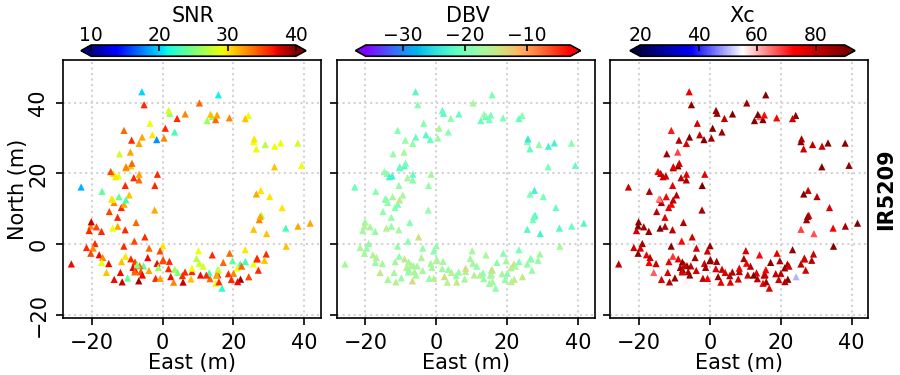 SNR DBV Xc
10 20 30 40 −30 −20 −10 20 40 60 80
40
20
0
−20
North (m)
−20 0 20 40 −20 0 20 40 −20 0 20 40
East (m) East (m) East (m)
IR5209